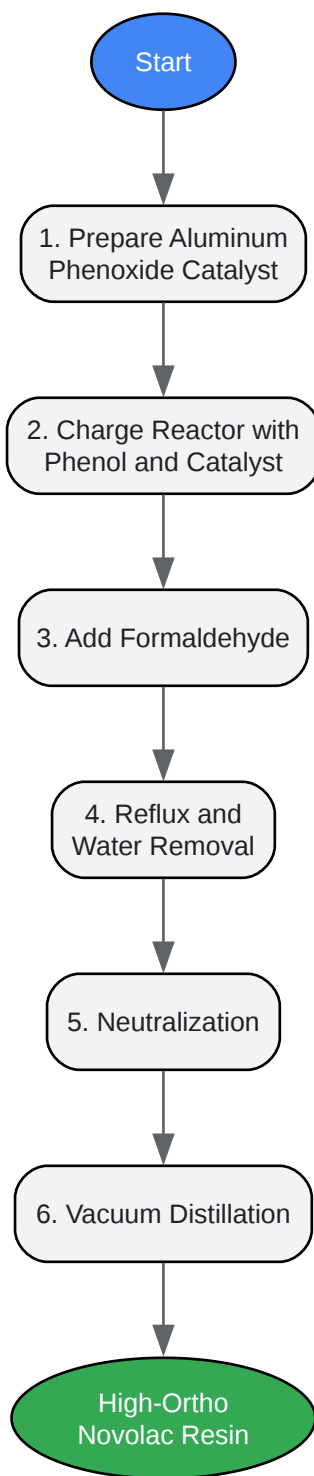 Start
1. Prepare Aluminum
Phenoxide Catalyst
2. Charge Reactor with
Phenol and Catalyst
3. Add Formaldehyde
4. Reflux and
Water Removal
5. Neutralization
6. Vacuum Distillation
High-Ortho
Novolac Resin